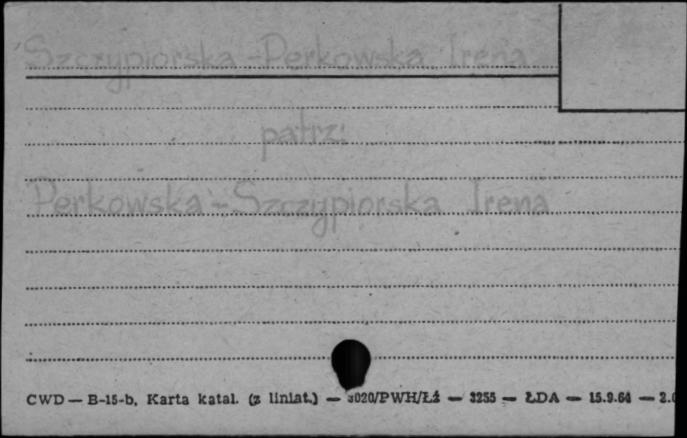 Szczypiorska-Perkowska Irena
patrz:
Perkowska-Szczypiorska Irena
CWD — B-15-b, Karta katal. (z liniat.) — 3020/PWH/Łź — 3255 — ŁDA — 15.9.64 —